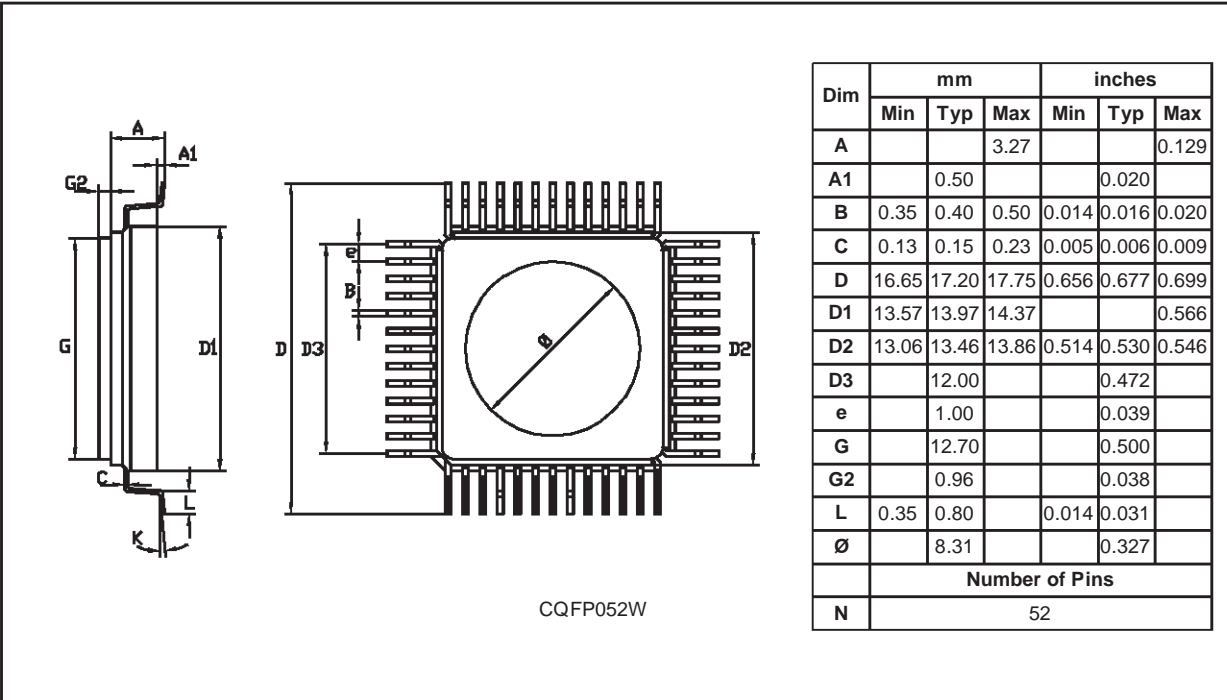 A
A1
G2
G
D1
C
L
K
e
B
D
D3
Ø
D2
CQFP052W
Dim mm inches
Min Typ Max Min Typ Max
A 3.27 0.129
A1 0.50 0.020
B 0.35 0.40 0.50 0.014 0.016 0.020
C 0.13 0.15 0.23 0.005 0.006 0.009
D 16.65 17.20 17.75 0.656 0.677 0.699
D1 13.57 13.97 14.37 0.566
D2 13.06 13.46 13.86 0.514 0.530 0.546
D3 12.00 0.472
e 1.00 0.039
G 12.70 0.500
G2 0.96 0.038
L 0.35 0.80 0.014 0.031
Ø 8.31 0.327
Number of Pins
N 52